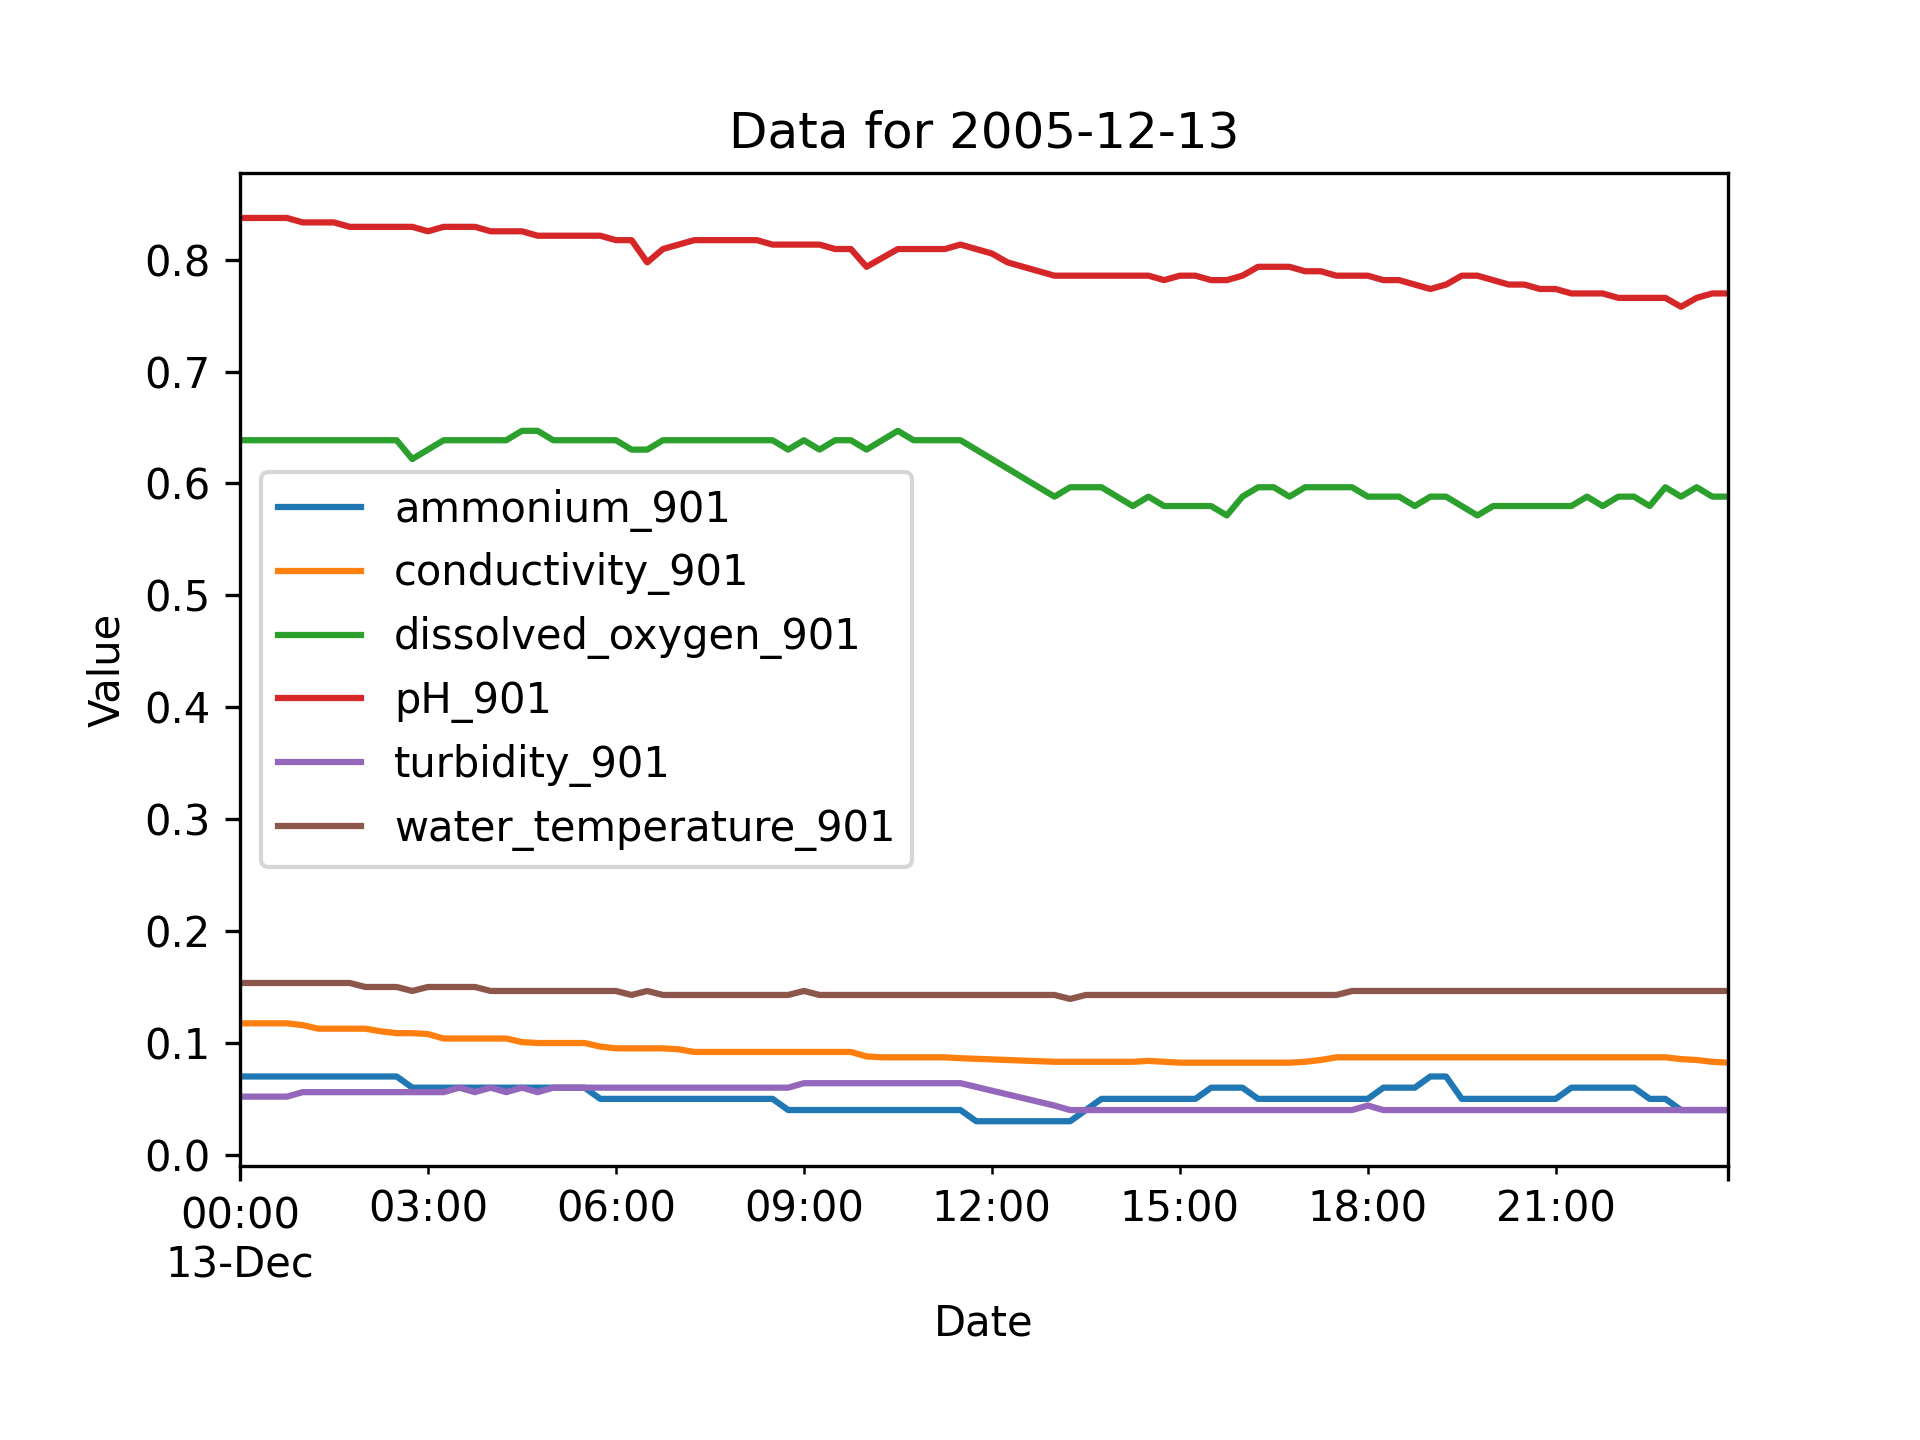 Data for 2005-12-13
Value
0.8
0.7
0.6
0.5
0.4
0.3
0.2
0.1
0.0
ammonium_901
conductivity_901
dissolved_oxygen_901
pH_901
turbidity_901
water_temperature_901
00:00 03:00 06:00 09:00 12:00 15:00 18:00 21:00
13-Dec
Date